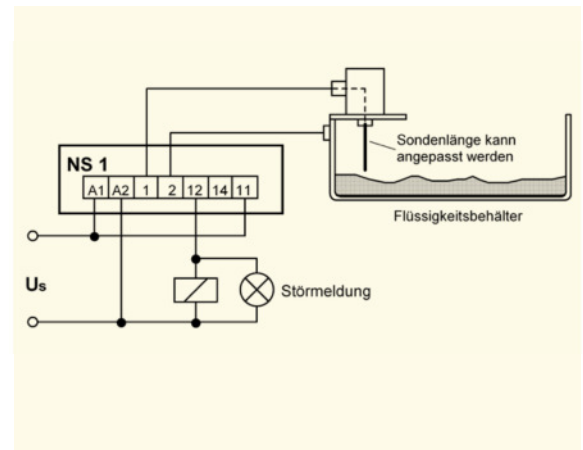 NS 1
A1 A2 1 2 12 14 11
Sondenlänge kann
angepasst werden
Flüssigkeitsbehälter
Us
Störmeldung